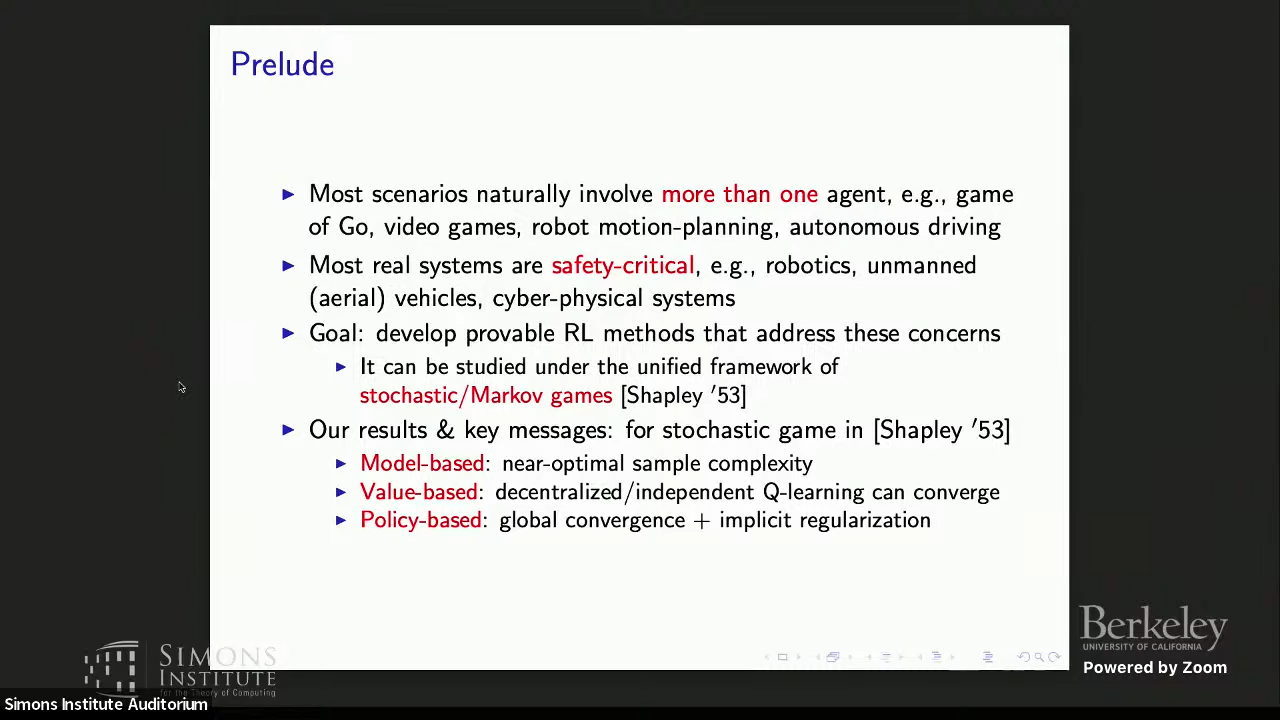 Prelude
Most scenarios naturally involve more than one agent, e.g., game
of Go, video games, robot motion-planning, autonomous driving
Most real systems are safety-critical, e.g., robotics, unmanned
(aerial) vehicles, cyber-physical systems
Goal: develop provable RL methods that address these concerns
It can be studied under the unified framework of
stochastic/Markov games [Shapley '53]
Our results & key messages: for stochastic game in [Shapley '53]
Model-based: near-optimal sample complexity
Value-based: decentralized/independent Q-learning can converge
Policy-based: global convergence + implicit regularization
SIMONS
INSTITUTE
for the Theory of Computing
Berkeley
UNIVERSITY OF CALIFORNIA
Powered by Zoom
Simons Institute Auditorium